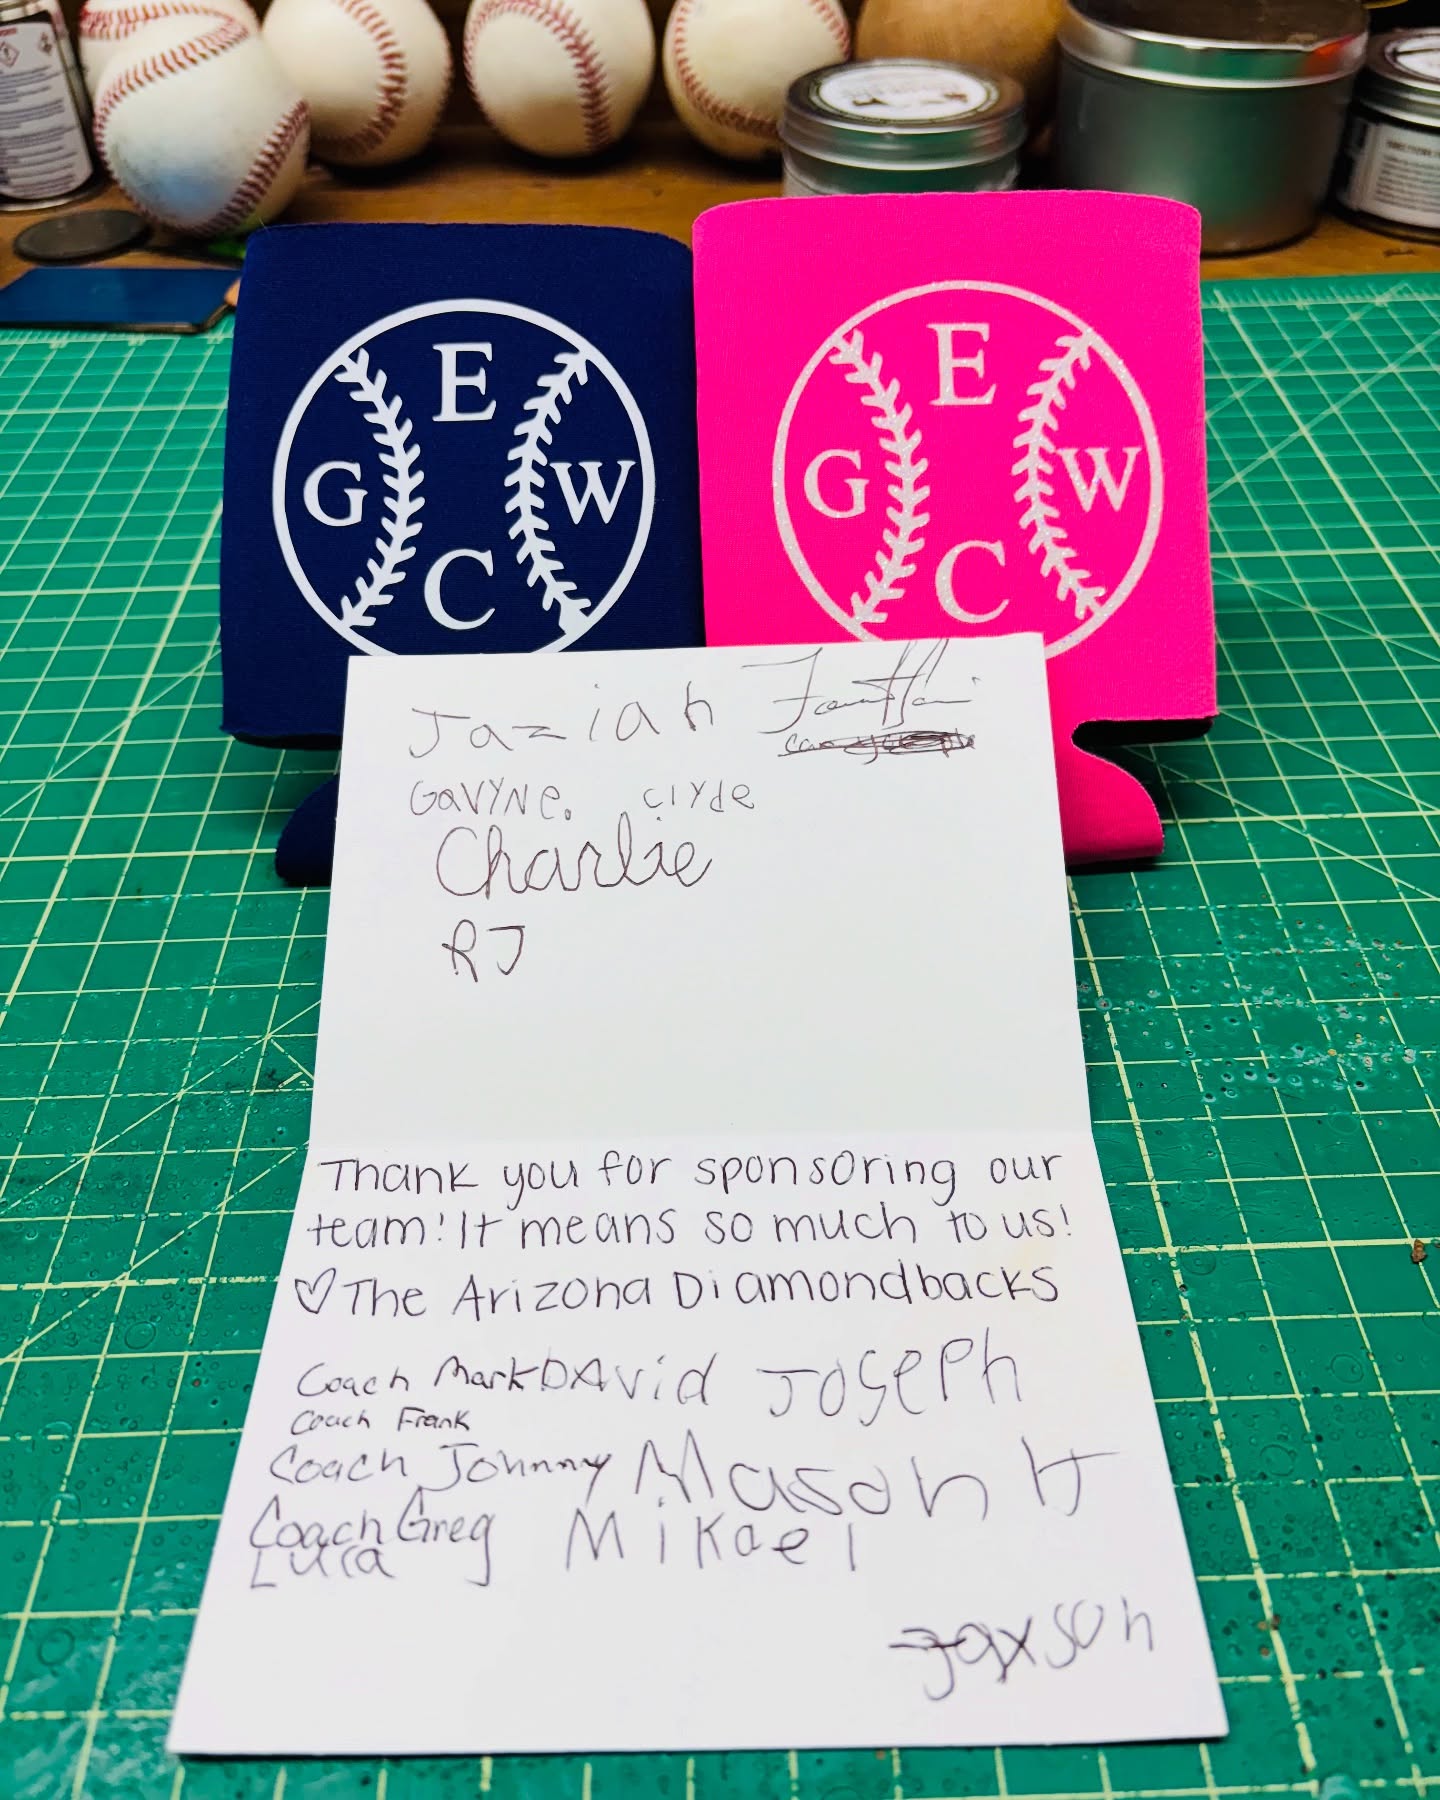 E
G W
C
E
G W
C
Jaziah
Gavyne. clyde
Charlie
RJ
Thank you for sponsoring our
team! It means so much to us!
♡ The Arizona Diamondbacks
Coach Mark DAvid Joseph
Coach Frank
Coach Johnny Mason H
Coach Greg Mikael
Luca
Jaxson